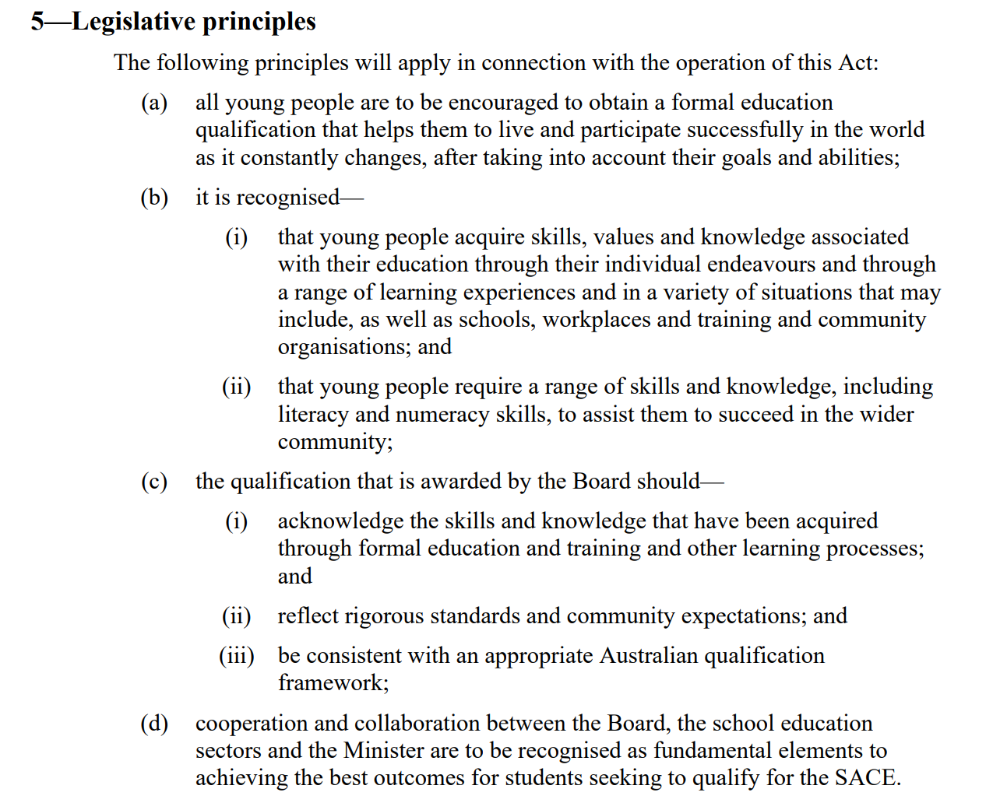 5—Legislative principles
The following principles will apply in connection with the operation of this Act:
(a) all young people are to be encouraged to obtain a formal education
qualification that helps them to live and participate successfully in the world
as it constantly changes, after taking into account their goals and abilities;
(b) it is recognised—
(i) that young people acquire skills, values and knowledge associated
with their education through their individual endeavours and through
a range of learning experiences and in a variety of situations that may
include, as well as schools, workplaces and training and community
organisations; and
(ii) that young people require a range of skills and knowledge, including
literacy and numeracy skills, to assist them to succeed in the wider
community;
(c) the qualification that is awarded by the Board should—
(i) acknowledge the skills and knowledge that have been acquired
through formal education and training and other learning processes;
and
(ii) reflect rigorous standards and community expectations; and
(iii) be consistent with an appropriate Australian qualification
framework;
(d) cooperation and collaboration between the Board, the school education
sectors and the Minister are to be recognised as fundamental elements to
achieving the best outcomes for students seeking to qualify for the SACE.